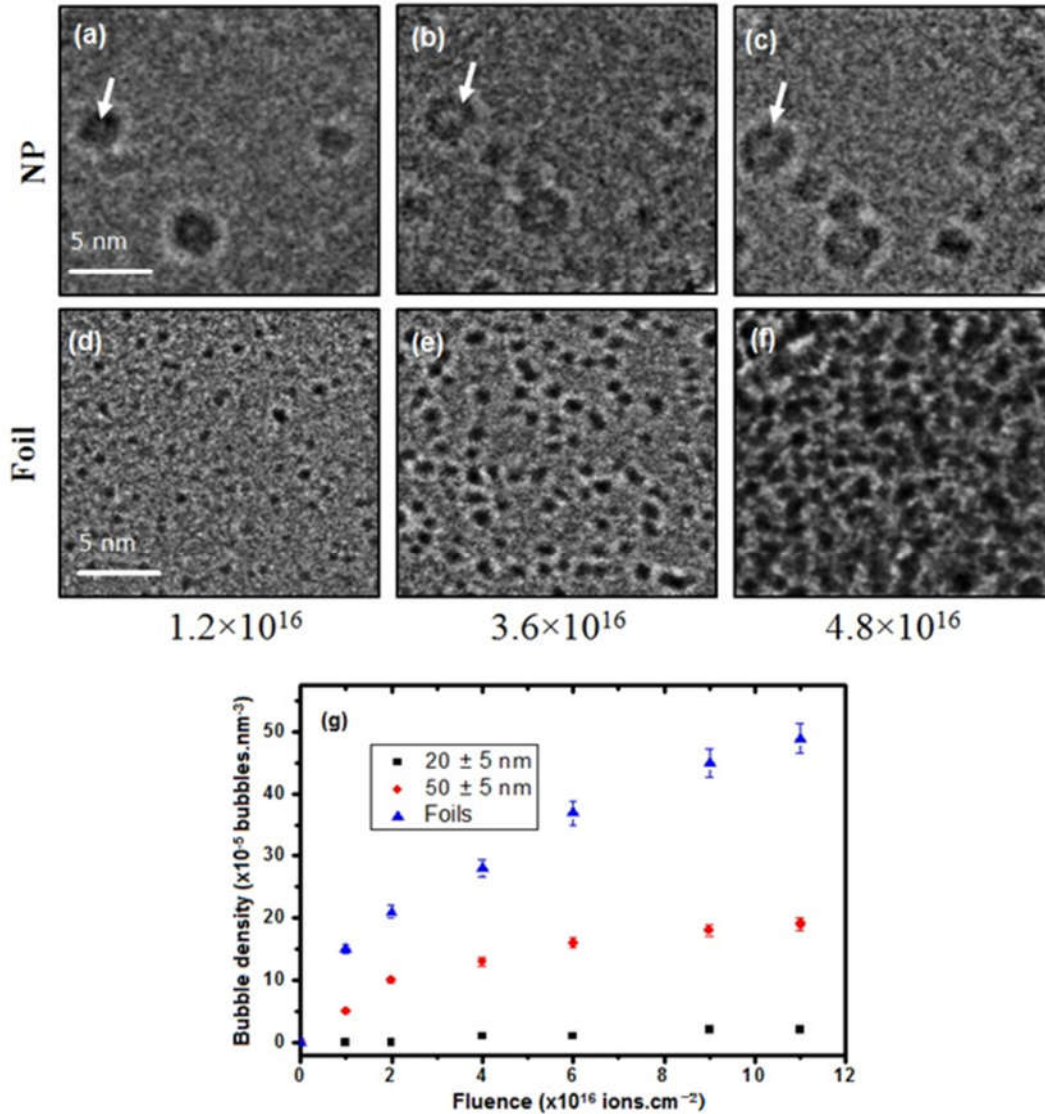 (a)
(b)
(c)
NP
5 nm
(d)
(e)
(f)
Foil
5 nm
1.2×10¹⁶
3.6×10¹⁶
4.8×10¹⁶
(g)
20 ± 5 nm
50 ± 5 nm
Foils
50
40
30
20
10
0
Bubble density (x10⁻⁵ bubbles.nm⁻³)
0 2 4 6 8 10 12
Fluence (x10¹⁶ ions.cm⁻²)